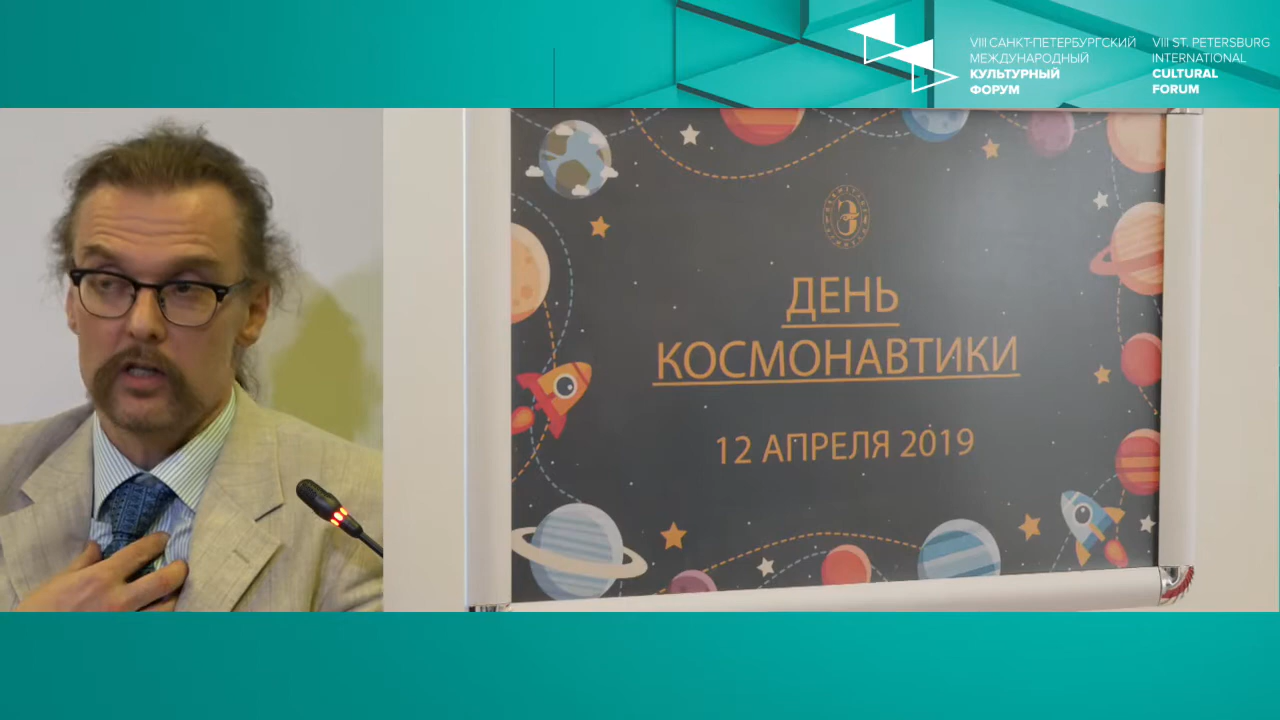 VIII САНКТ-ПЕТЕРБУРГСКИЙ
МЕЖДУНАРОДНЫЙ
КУЛЬТУРНЫЙ
ФОРУМ
VIII ST. PETERSBURG
INTERNATIONAL
CULTURAL
FORUM
ДЕНЬ
КОСМОНАВТИКИ
12 АПРЕЛЯ 2019